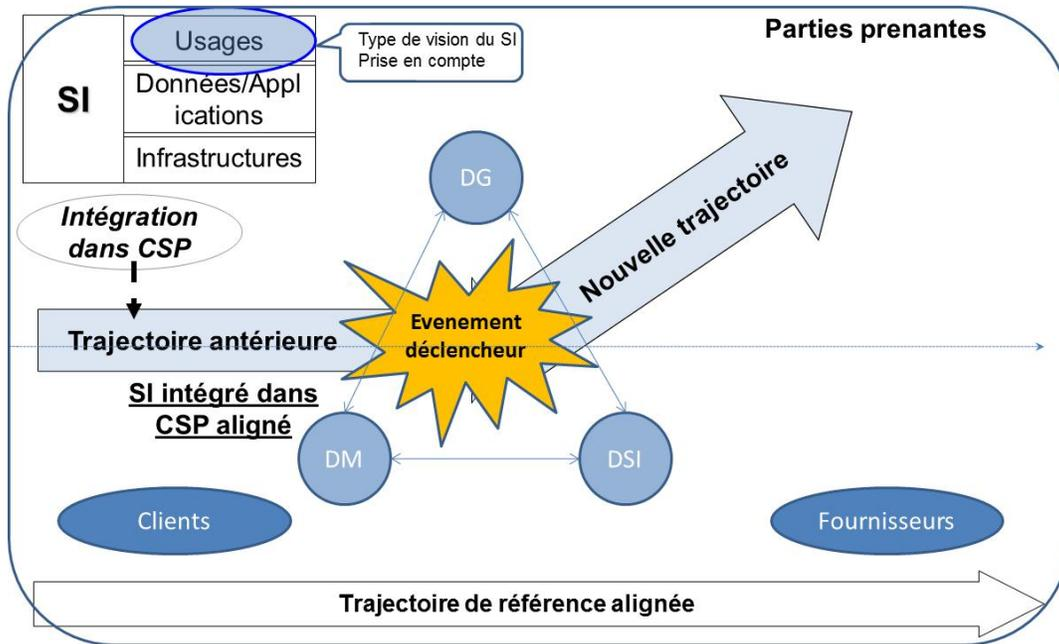 SI
Usages
Données/Appl
ications
Infrastructures
Type de vision du SI
Prise en compte
Parties prenantes
DG
Nouvelle trajectoire
Intégration
dans CSP
Trajectoire antérieure
Evenement
déclencheur
SI intégré dans
CSP aligné
DM
DSI
Clients
Fournisseurs
Trajectoire de référence alignée